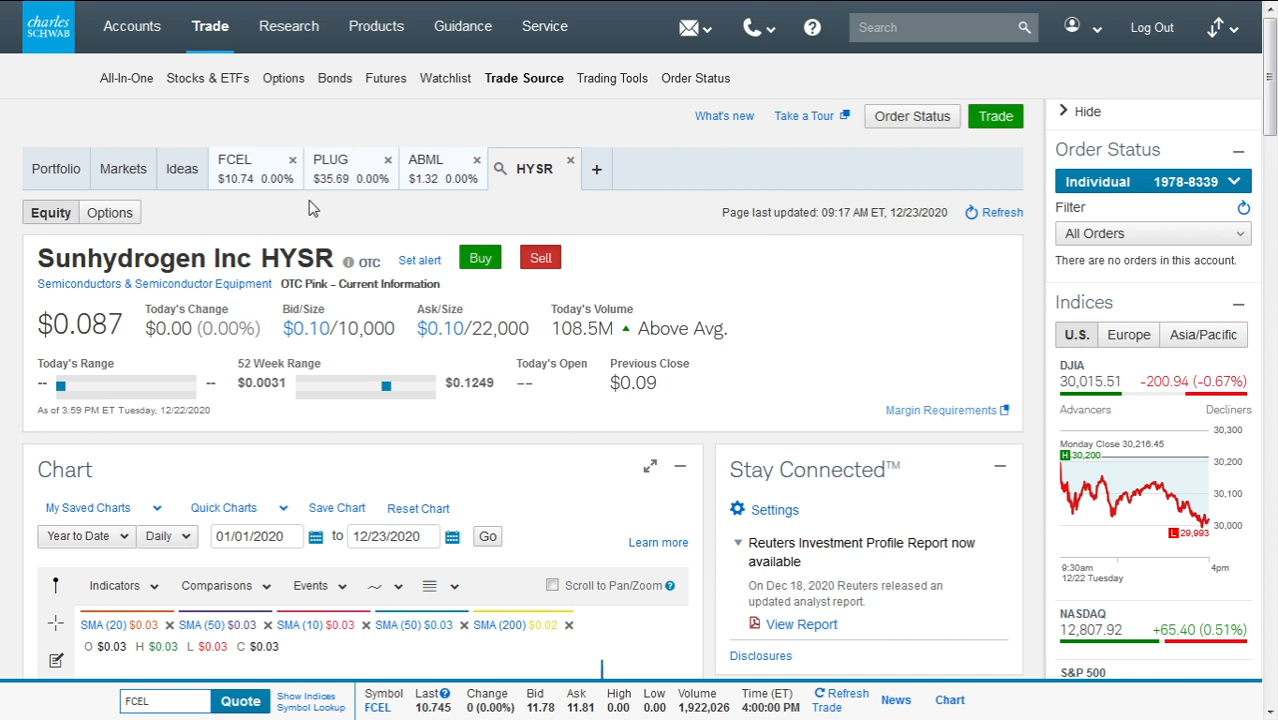 charles SCHWAB
Accounts Trade Research Products Guidance Service Search Log Out
All-In-One Stocks & ETFs Options Bonds Futures Watchlist Trade Source Trading Tools Order Status
What's new Take a Tour Order Status Trade
Portfolio Markets Ideas
FCEL
$10.74 0.00%
PLUG
$35.69 0.00%
ABML
$1.32 0.00%
HYSR
+
Equity Options
Page last updated: 09:17 AM ET, 12/23/2020 Refresh
Sunhydrogen Inc HYSR OTC Set alert Buy Sell
Semiconductors & Semiconductor Equipment OTC Pink – Current Information
$0.087
Today's Change
$0.00 (0.00%)
Bid/Size
$0.10/10,000
Ask/Size
$0.10/22,000
Today's Volume
108.5M Above Avg.
Today's Range
-- --
52 Week Range
$0.0031 $0.1249
Today's Open
--
Previous Close
$0.09
As of 3:59 PM ET Tuesday, 12/22/2020
Margin Requirements
Chart
My Saved Charts Quick Charts Save Chart Reset Chart
Year to Date Daily 01/01/2020 to 12/23/2020 Go
Learn more
Indicators Comparisons Events Scroll to Pan/Zoom
SMA (20) $0.03 SMA (50) $0.03 SMA (10) $0.03 SMA (50) $0.03 SMA (200) $0.02
O $0.03 H $0.03 L $0.03 C $0.03
Stay Connected™
Settings
Reuters Investment Profile Report now
available
On Dec 18, 2020 Reuters released an
updated analyst report.
View Report
Disclosures
Hide
Order Status
Individual 1978-8339
Filter
All Orders
There are no orders in this account.
Indices
U.S. Europe Asia/Pacific
DJIA
30,015.51 -200.94 (-0.67%)
Advancers Decliners
30,300
Monday Close 30,216.45
H 30,200
30,200
30,100
30,000
L 29,993
9:30am 4pm
12/22 Tuesday
NASDAQ
12,807.92 +65.40 (0.51%)
S&P 500
FCEL Quote
Show Indices
Symbol Lookup
Symbol Last Change Bid Ask High Low Volume Time (ET) Refresh
FCEL 10.745 0 (0.00%) 11.78 11.81 0.00 0.00 1,922,026 4:00:00 PM Trade
News Chart